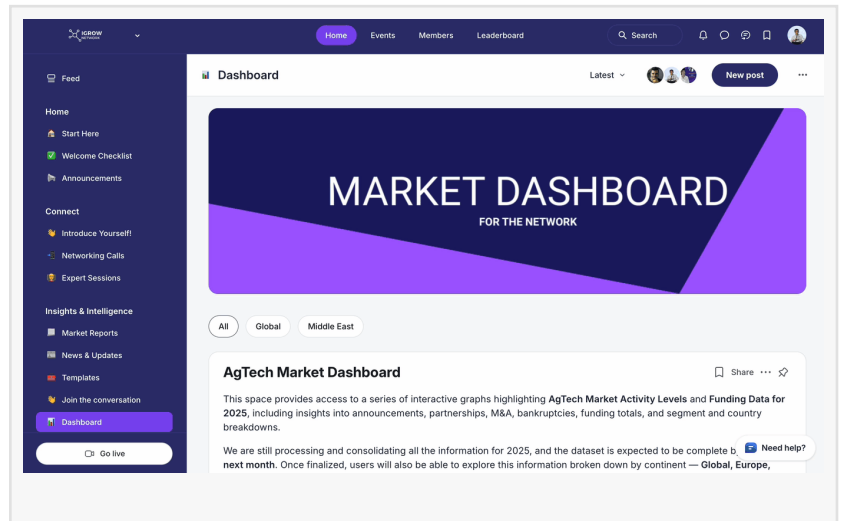 IGROW
NETWORK
Home
Events
Members
Leaderboard
Search
Feed
Home
Start Here
Welcome Checklist
Announcements
Connect
Introduce Yourself!
Networking Calls
Expert Sessions
Insights & Intelligence
Market Reports
News & Updates
Templates
Join the conversation
Dashboard
Go live
Dashboard
Latest
New post
MARKET DASHBOARD
FOR THE NETWORK
All
Global
Middle East
AgTech Market Dashboard
Share
This space provides access to a series of interactive graphs highlighting AgTech Market Activity Levels and Funding Data for
2025, including insights into announcements, partnerships, M&A, bankruptcies, funding totals, and segment and country
breakdowns.
We are still processing and consolidating all the information for 2025, and the dataset is expected to be complete
next month. Once finalized, users will also be able to explore this information broken down by continent — Global, Europe,
Need help?